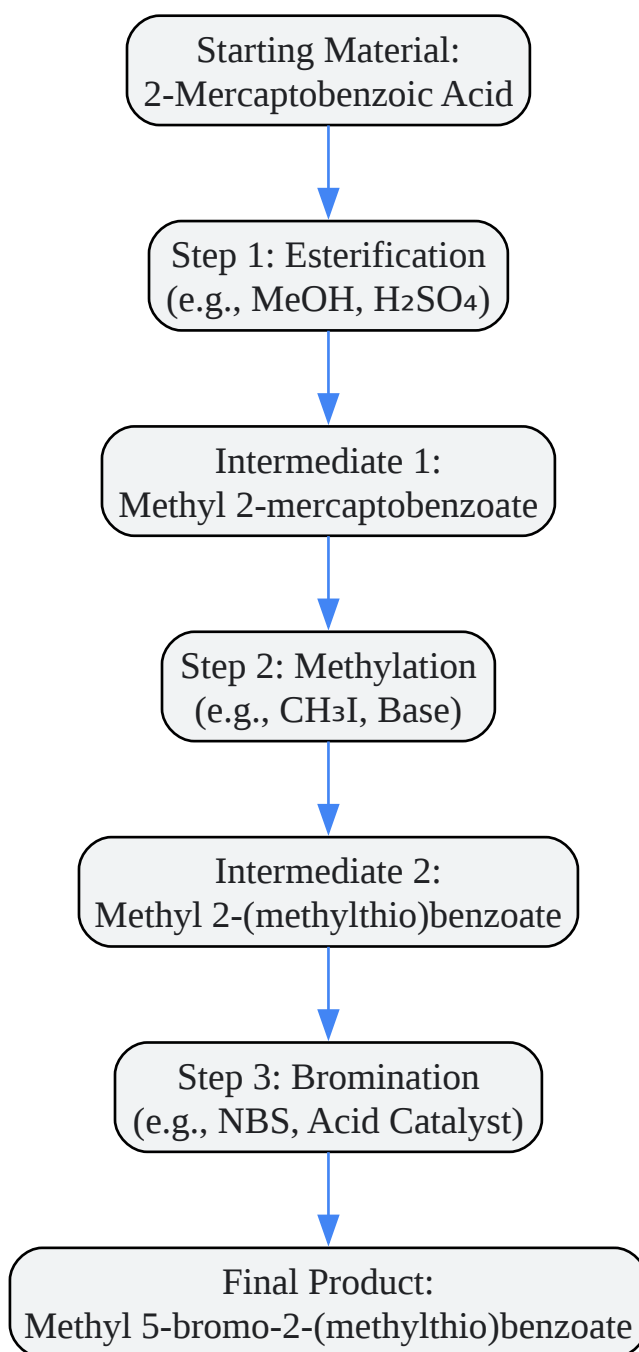 Starting Material:
2-Mercaptobenzoic Acid
Step 1: Esterification
(e.g., MeOH, H₂SO₄)
Intermediate 1:
Methyl 2-mercaptobenzoate
Step 2: Methylation
(e.g., CH₃I, Base)
Intermediate 2:
Methyl 2-(methylthio)benzoate
Step 3: Bromination
(e.g., NBS, Acid Catalyst)
Final Product:
Methyl 5-bromo-2-(methylthio)benzoate